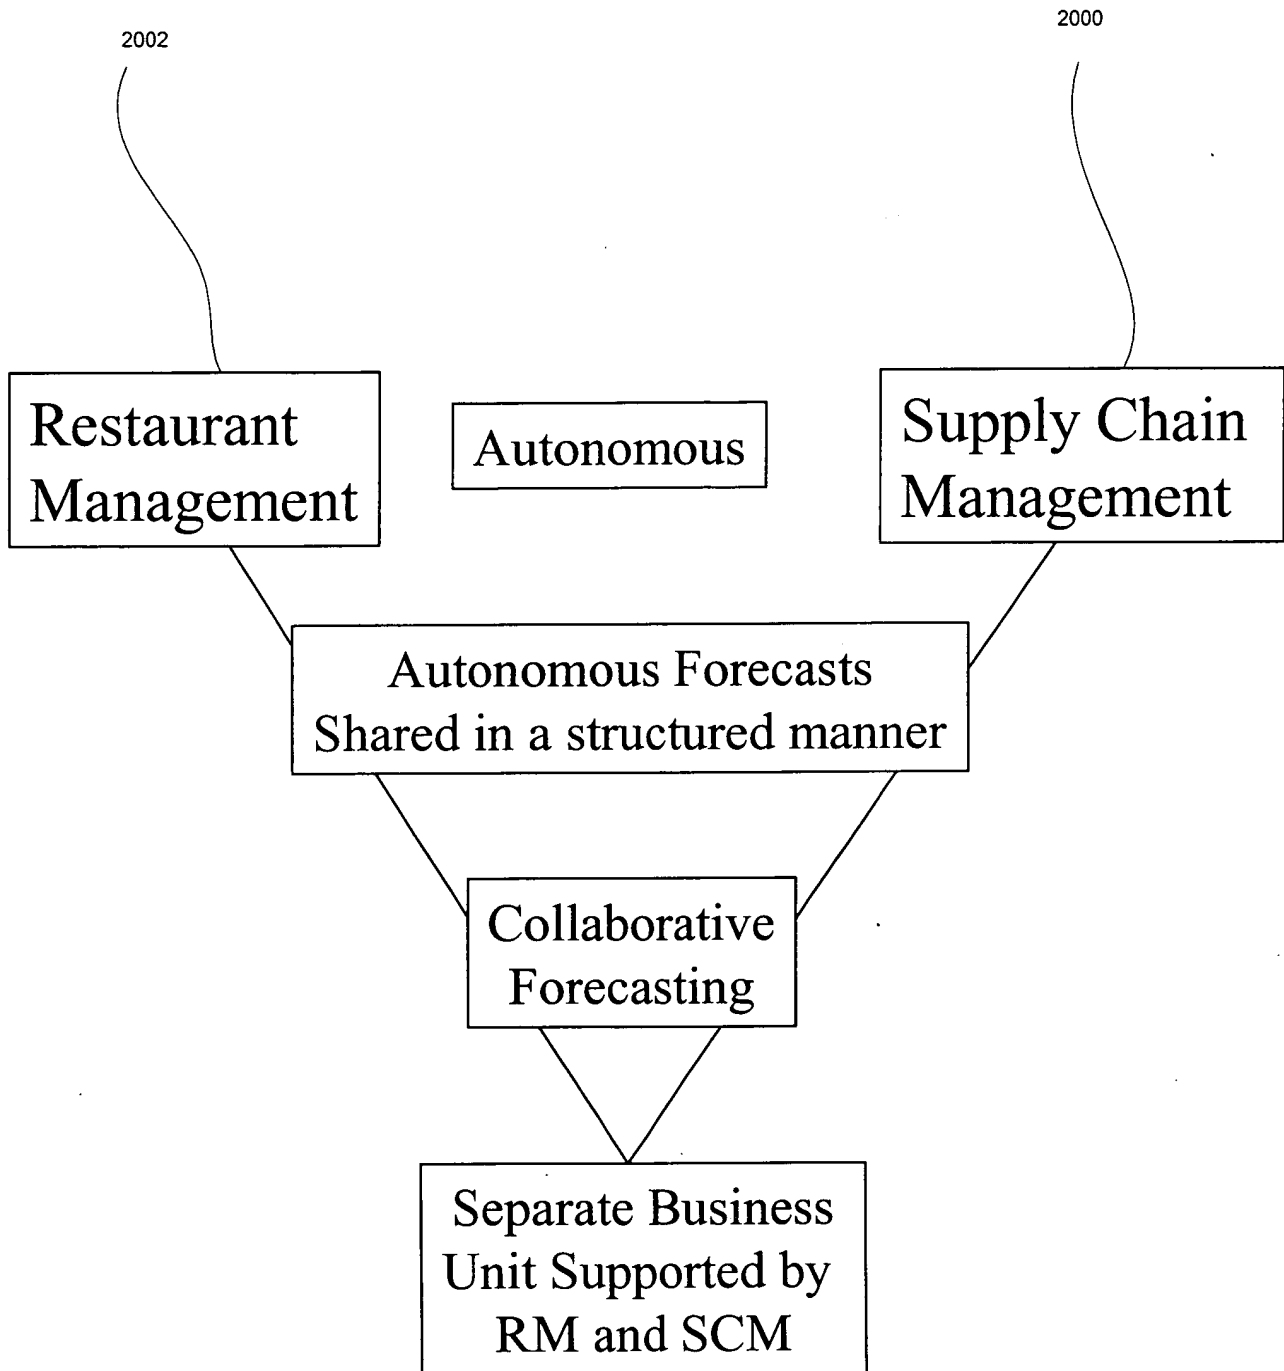 2002
2000
Restaurant
Management
Autonomous
Supply Chain
Management
Autonomous Forecasts
Shared in a structured manner
Collaborative
Forecasting
Separate Business
Unit Supported by
RM and SCM